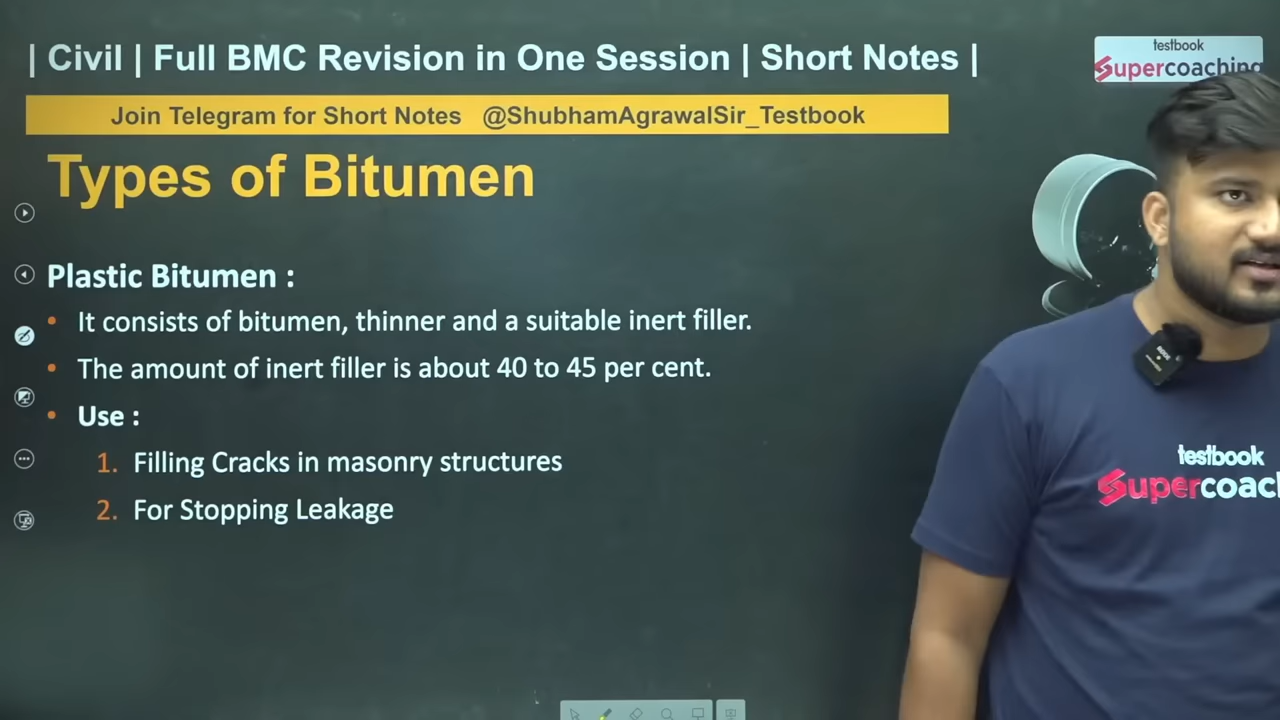 | Civil | Full BMC Revision in One Session | Short Notes |
testbook
Supercoaching
Join Telegram for Short Notes @ShubhamAgrawalSir_Testbook
Types of Bitumen
Plastic Bitumen :
• It consists of bitumen, thinner and a suitable inert filler.
• The amount of inert filler is about 40 to 45 per cent.
• Use :
1. Filling Cracks in masonry structures
2. For Stopping Leakage
testbook
Supercoach